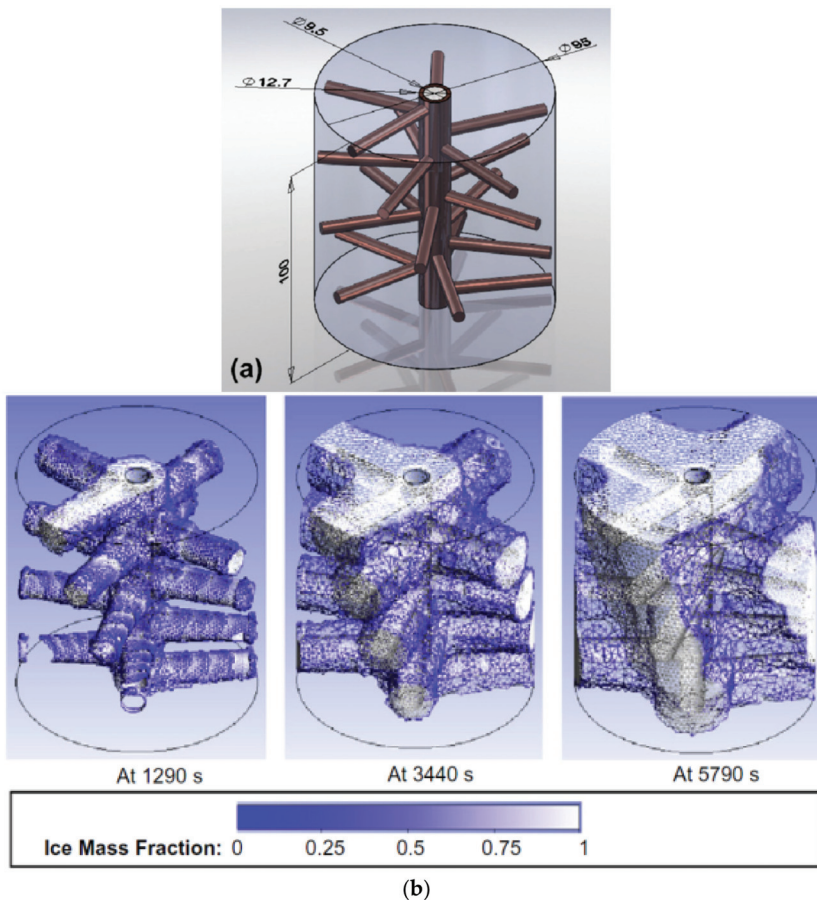 Ø9.5
Ø95
Ø12.7
100
(a)
At 1290 s
At 3440 s
At 5790 s
Ice Mass Fraction: 0 0.25 0.5 0.75 1
(b)